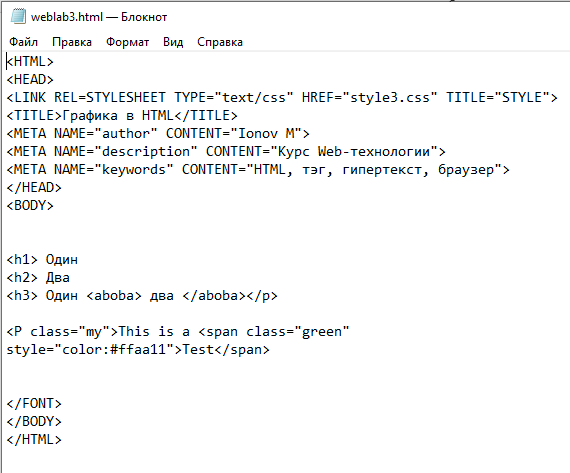 weblab3.html — Блокнот
Файл Правка Формат Вид Справка
<HTML>
<HEAD>
<LINK REL=STYLESHEET TYPE="text/css" HREF="style3.css" TITLE="STYLE">
<TITLE>Графика в HTML</TITLE>
<META NAME="author" CONTENT="Ionov M">
<META NAME="description" CONTENT="Курс Web-технологии">
<META NAME="keywords" CONTENT="HTML, тэг, гипертекст, браузер">
</HEAD>
<BODY>
<h1> Один
<h2> Два
<h3> Один <aboba> два </aboba></p>
<P class="my">This is a <span class="green"
style="color:#ffaa11">Test</span>
</FONT>
</BODY>
</HTML>